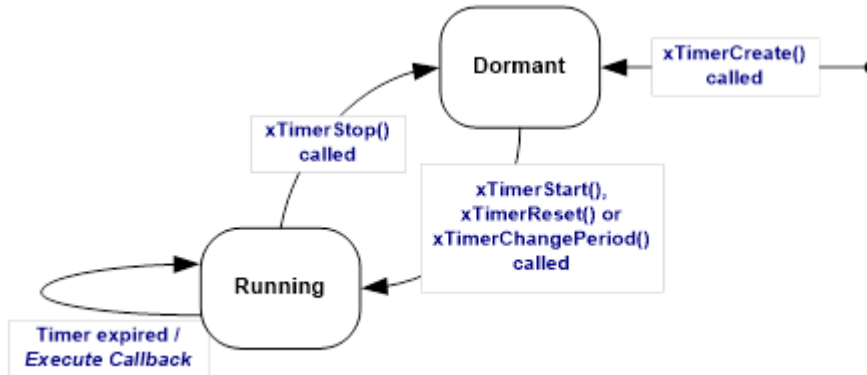 Dormant
xTimerCreate()
called
xTimerStop()
called
xTimerStart(),
xTimerReset() or
xTimerChangePeriod()
called
Running
Timer expired /
Execute Callback